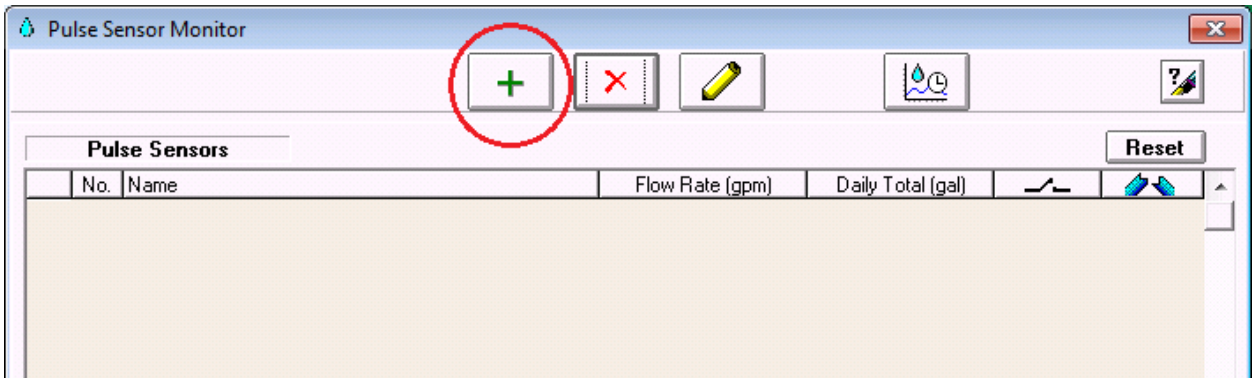 Pulse Sensor Monitor
?
Pulse Sensors
Reset
No. Name Flow Rate (gpm) Daily Total (gal)